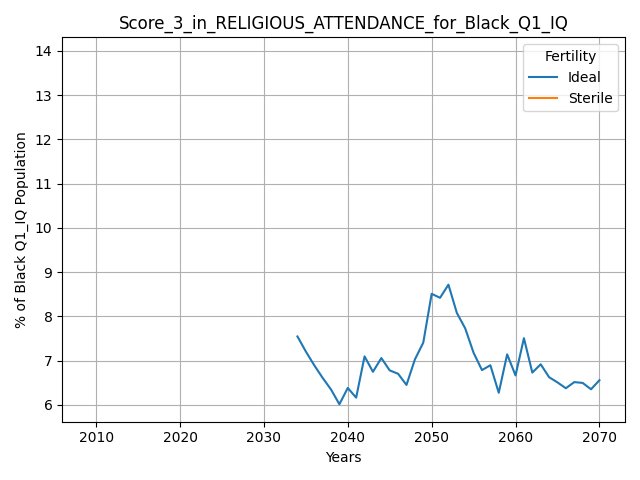 Score_3_in_RELIGIOUS_ATTENDANCE_for_Black_Q1_IQ
% of Black Q1_IQ Population
14
13
12
11
10
9
8
7
6
Fertility
Ideal
Sterile
2010 2020 2030 2040 2050 2060 2070
Years